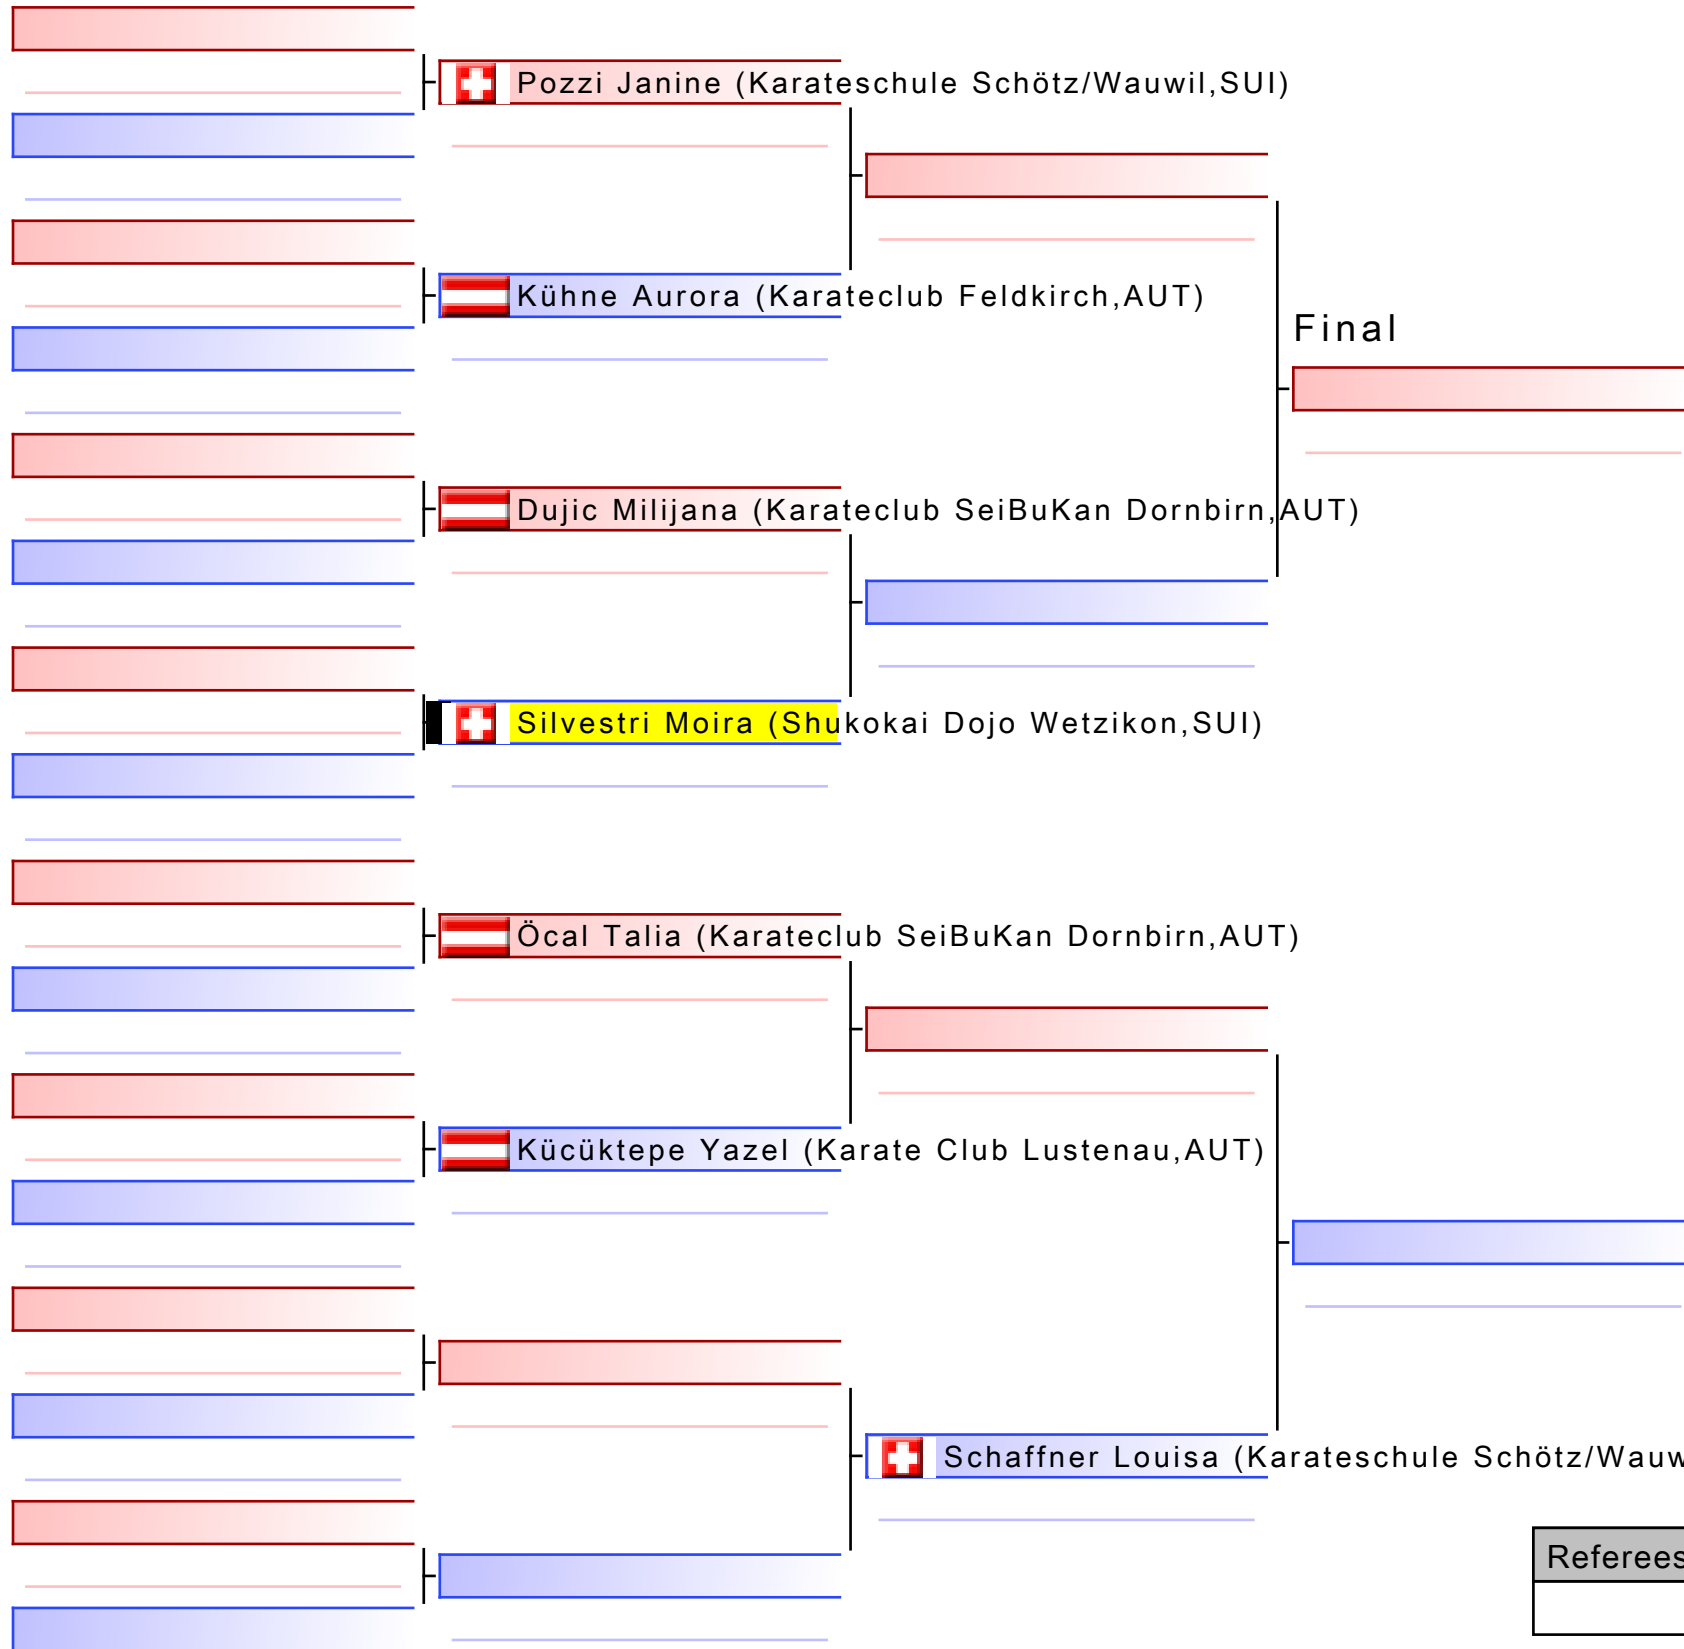 Pozzi Janine (Karateschule Schötz/Wauwil,SUI)
Kühne Aurora (Karateclub Feldkirch,AUT)
Final
Dujic Milijana (Karateclub SeiBuKan Dornbirn,AUT)
Silvestri Moira (Shukokai Dojo Wetzikon,SUI)
Öcal Talia (Karateclub SeiBuKan Dornbirn,AUT)
Kücüktepe Yazel (Karate Club Lustenau,AUT)
Schaffner Louisa (Karateschule Schötz/Wauw
Referees